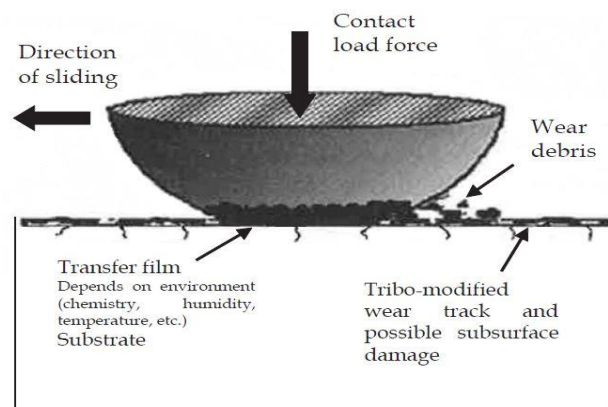 Contact
load force
Direction
of sliding
Wear
debris
Transfer film
Depends on environment
(chemistry, humidity,
temperature, etc.)
Substrate
Tribo-modified
wear track and
possible subsurface
damage